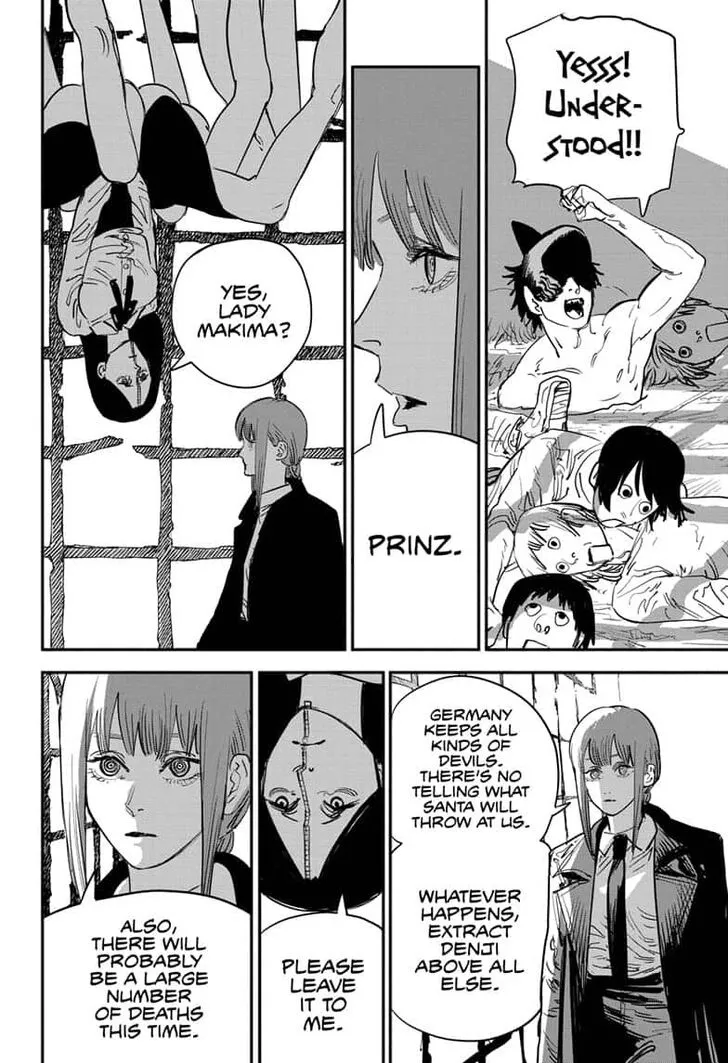 Yesss!
Under-
stood!!
PRINZ.
YES,
LADY
MAKIMA?
GERMANY
KEEPS ALL
KINDS OF
DEVILS.
THERE'S NO
TELLING WHAT
SANTA WILL
THROW AT US.
WHATEVER
HAPPENS,
EXTRACT
DENJI
ABOVE ALL
ELSE.
PLEASE
LEAVE
IT TO
ME.
ALSO,
THERE WILL
PROBABLY
BE A LARGE
NUMBER
OF DEATHS
THIS TIME.